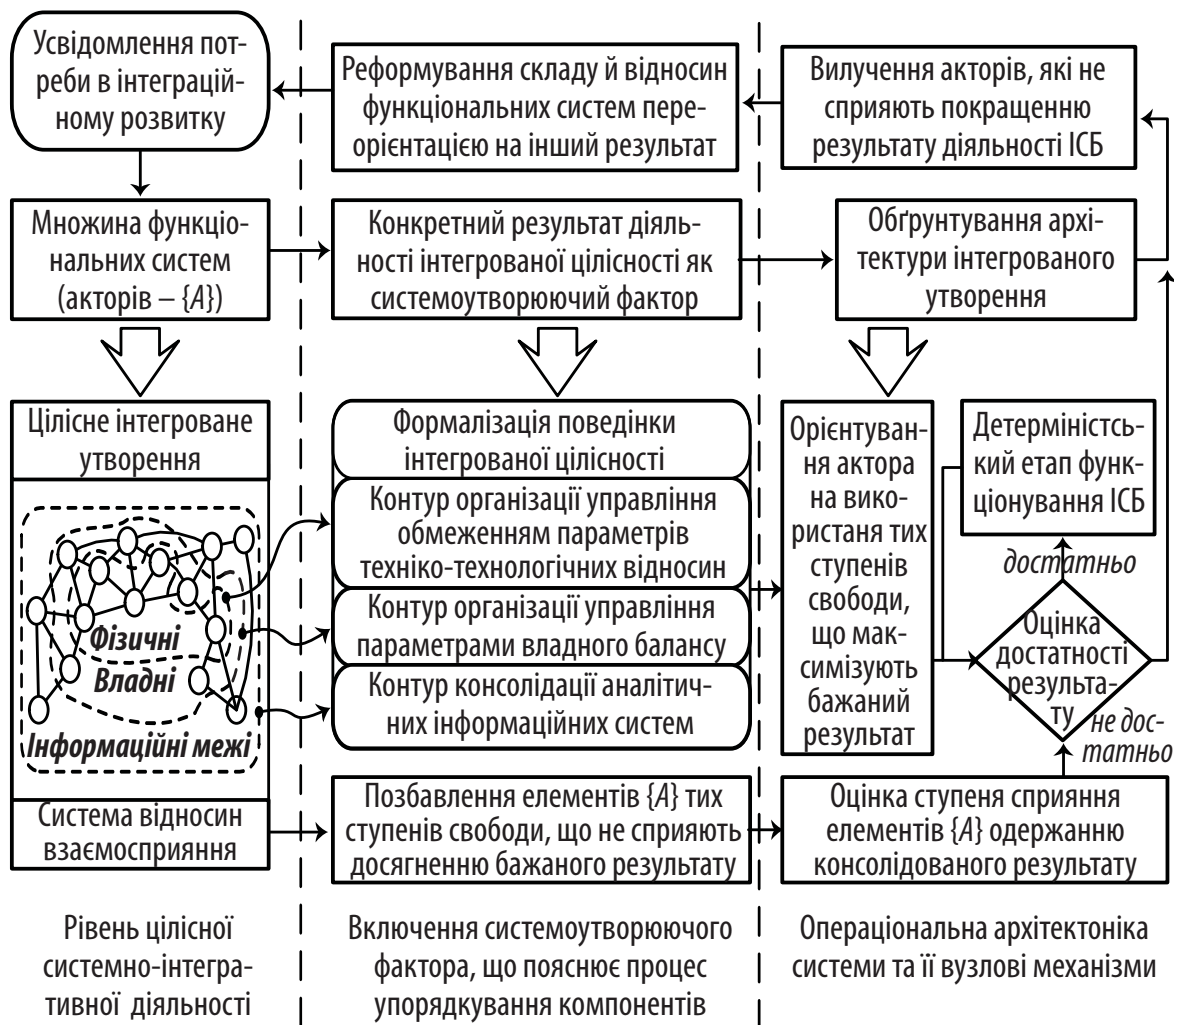 Усвідомлення пот-
реби в інтеграцій-
ному розвитку
Реформування складу й відносин
функціональних систем пере-
орієнтацією на інший результат
Вилучення акторів, які не
сприяють покращенню
результату діяльності ІСБ
Множина функціо-
нальних систем
(акторів – {A})
Конкретний результат діяль-
ності інтегрованої цілісності як
системоутворюючий фактор
Обґрунтування архі-
тектури інтегрованого
утворення
Цілісне інтегроване
утворення
Фізичні
Владні
Інформаційні межі
Система відносин
взаємосприяння
Формалізація поведінки
інтегрованої цілісності
Контур організації управління
обмеженням параметрів
техніко-технологічних відносин
Контур організації управління
параметрами владного балансу
Контур консолідації аналітич-
них інформаційних систем
Позбавлення елементів {A} тих
ступенів свободи, що не сприяють
досягненню бажаного результату
Орієнтуван-
ня актора
на вико-
ристаня тих
ступенів
свободи,
що мак-
симізують
бажаний
результат
Детерміністсь-
кий етап функ-
ціонування ІСБ
достатньо
Оцінка
достатності
результа-
ту
не дос-
татньо
Оцінка ступеня сприяння
елементів {A} одержанню
консолідованого результату
Рівень цілісної
системно-інтегра-
тивної діяльності
Включення системоутворюючого
фактора, що пояснює процес
упорядкування компонентів
Операціональна архітектоніка
системи та її вузлові механізми